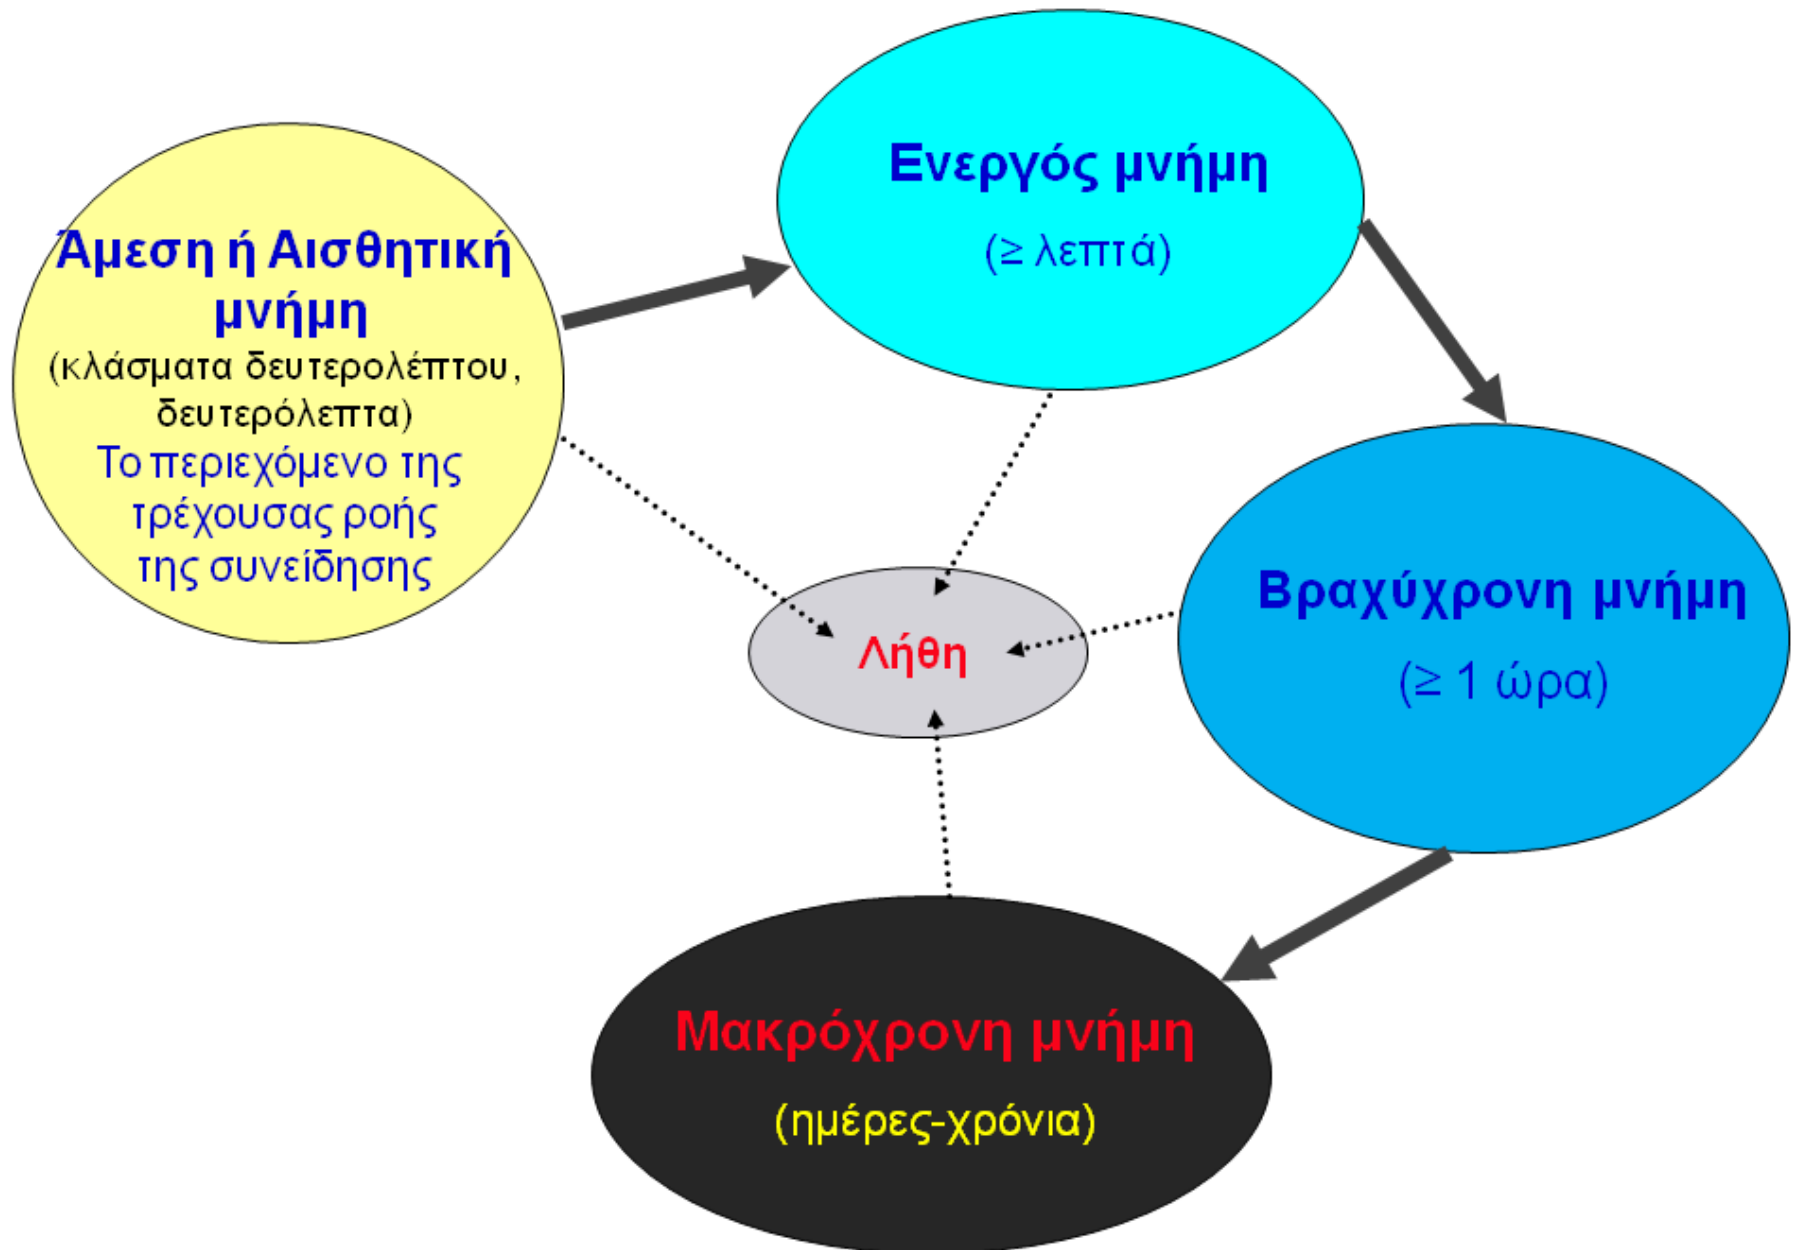 Ενεργός μνήμη
(≥ λεπτά)
Άμεση ή Αισθητική
μνήμη
(κλάσματα δευτερολέπτου,
δευτερόλεπτα)
Το περιεχόμενο της
τρέχουσας ροής
της συνείδησης
Βραχύχρονη μνήμη
(≥ 1 ώρα)
Λήθη
Μακρόχρονη μνήμη
(ημέρες-χρόνια)